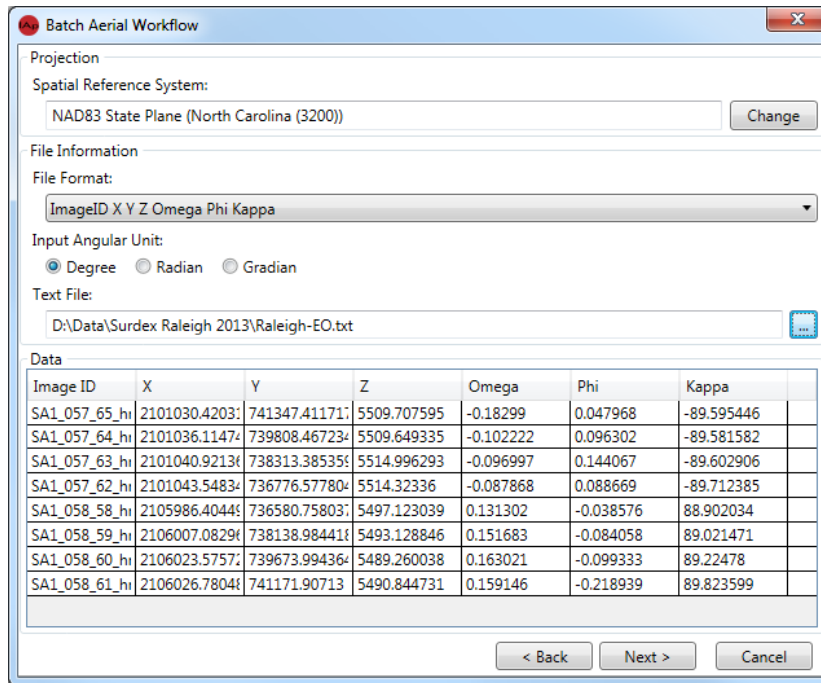 IAp Batch Aerial Workflow
Projection
Spatial Reference System:
NAD83 State Plane (North Carolina (3200))
Change
File Information
File Format:
ImageID X Y Z Omega Phi Kappa
Input Angular Unit:
Degree Radian Gradian
Text File:
D:\Data\Surdex Raleigh 2013\Raleigh-EO.txt
...
Data
Image ID X Y Z Omega Phi Kappa
SA1_057_65_h 2101030.4203 741347.41171 5509.707595 -0.18299 0.047968 -89.595446
SA1_057_64_h 2101036.1147 739808.46723 5509.649335 -0.102222 0.096302 -89.581582
SA1_057_63_h 2101040.9213 738313.38535 5514.996293 -0.096997 0.144067 -89.602906
SA1_057_62_h 2101043.5483 736776.57780 5514.32336 -0.087868 0.088669 -89.712385
SA1_058_58_h 2105986.4044 736580.75803 5497.123039 0.131302 -0.038576 88.902034
SA1_058_59_h 2106007.0829 738138.98441 5493.128846 0.151683 -0.084058 89.021471
SA1_058_60_h 2106023.5757 739673.99436 5489.260038 0.163021 -0.099333 89.22478
SA1_058_61_h 2106026.7804 741171.90713 5490.844731 0.159146 -0.218939 89.823599
< Back Next > Cancel